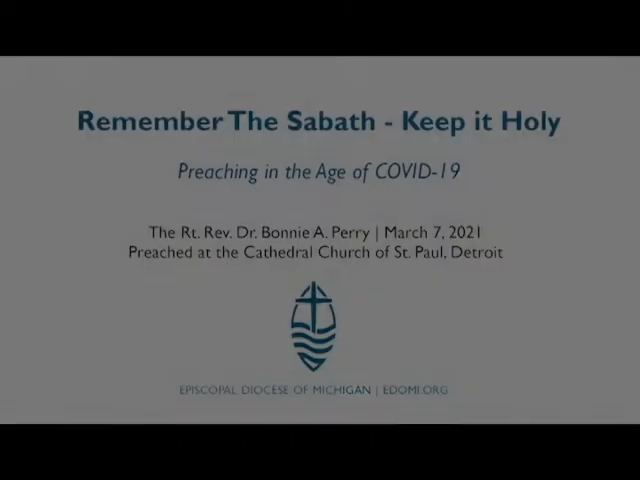 Remember The Sabath - Keep it Holy
Preaching in the Age of COVID-19
The Rt. Rev. Dr. Bonnie A. Perry | March 7, 2021
Preached at the Cathedral Church of St. Paul, Detroit
EPISCOPAL DIOCESE OF MICHIGAN | EDOMI.ORG